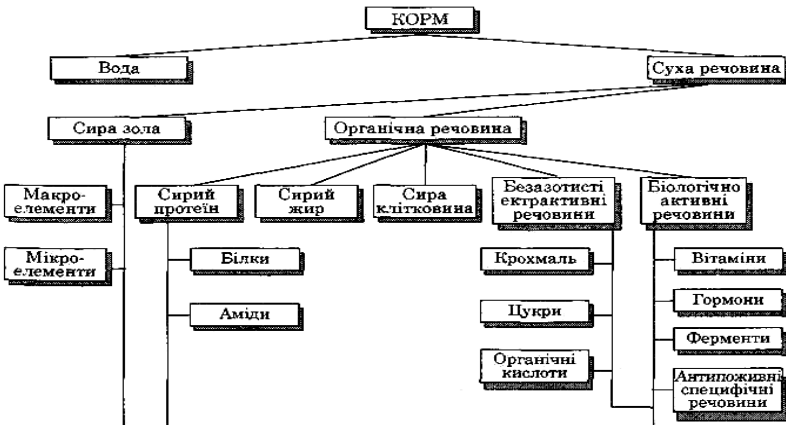 КОРМ
Вода
Суха речовина
Сира зола
Органічна речовина
Макро-
елементи
Сирий
протеїн
Сирий
жир
Сира
клітковина
Безазотисті
ектрактивні
речовини
Біологічно
активні
речовини
Мікро-
елементи
Білки
Крохмаль
Вітаміни
Аміди
Цукри
Гормони
Ферменти
Органічні
кислоти
Антипоживні
специфічні
речовини